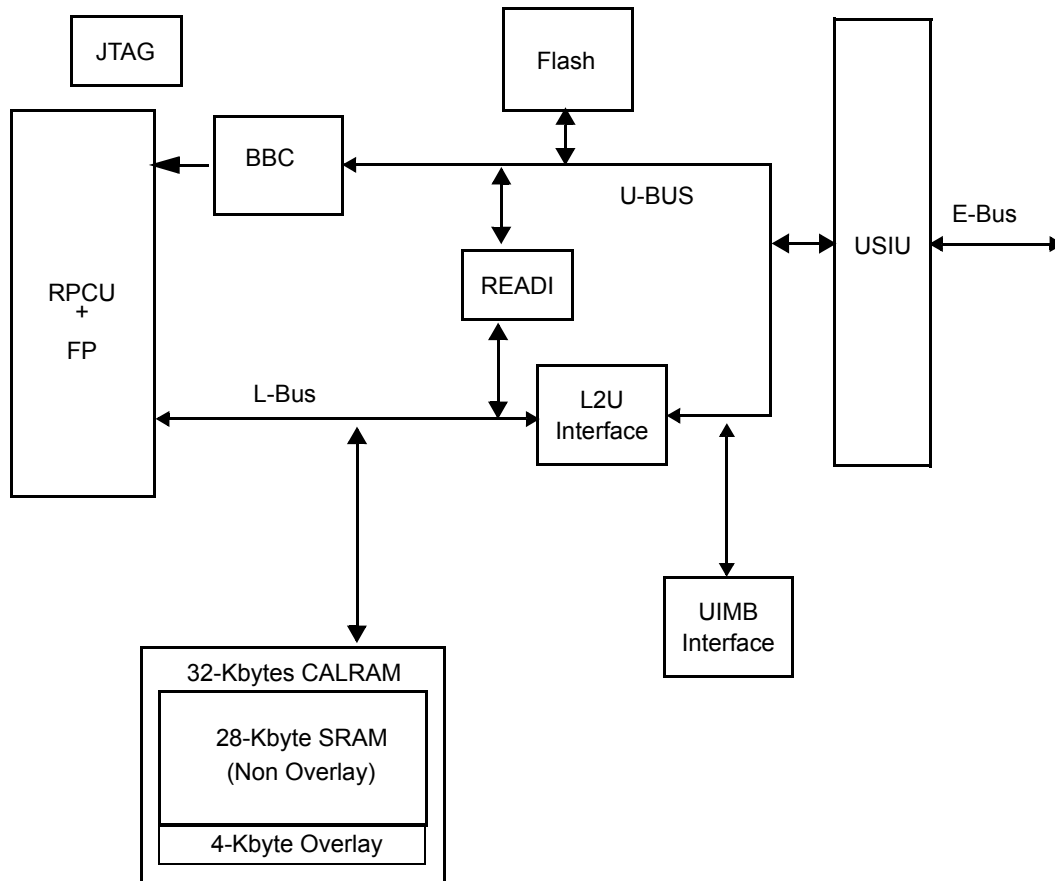 JTAG
Flash
BBC
U-BUS
E-Bus
USIU
READI
RPCU
+
FP
L-Bus
L2U
Interface
UIMB
Interface
32-Kbytes CALRAM
28-Kbyte SRAM
(Non Overlay)
4-Kbyte Overlay